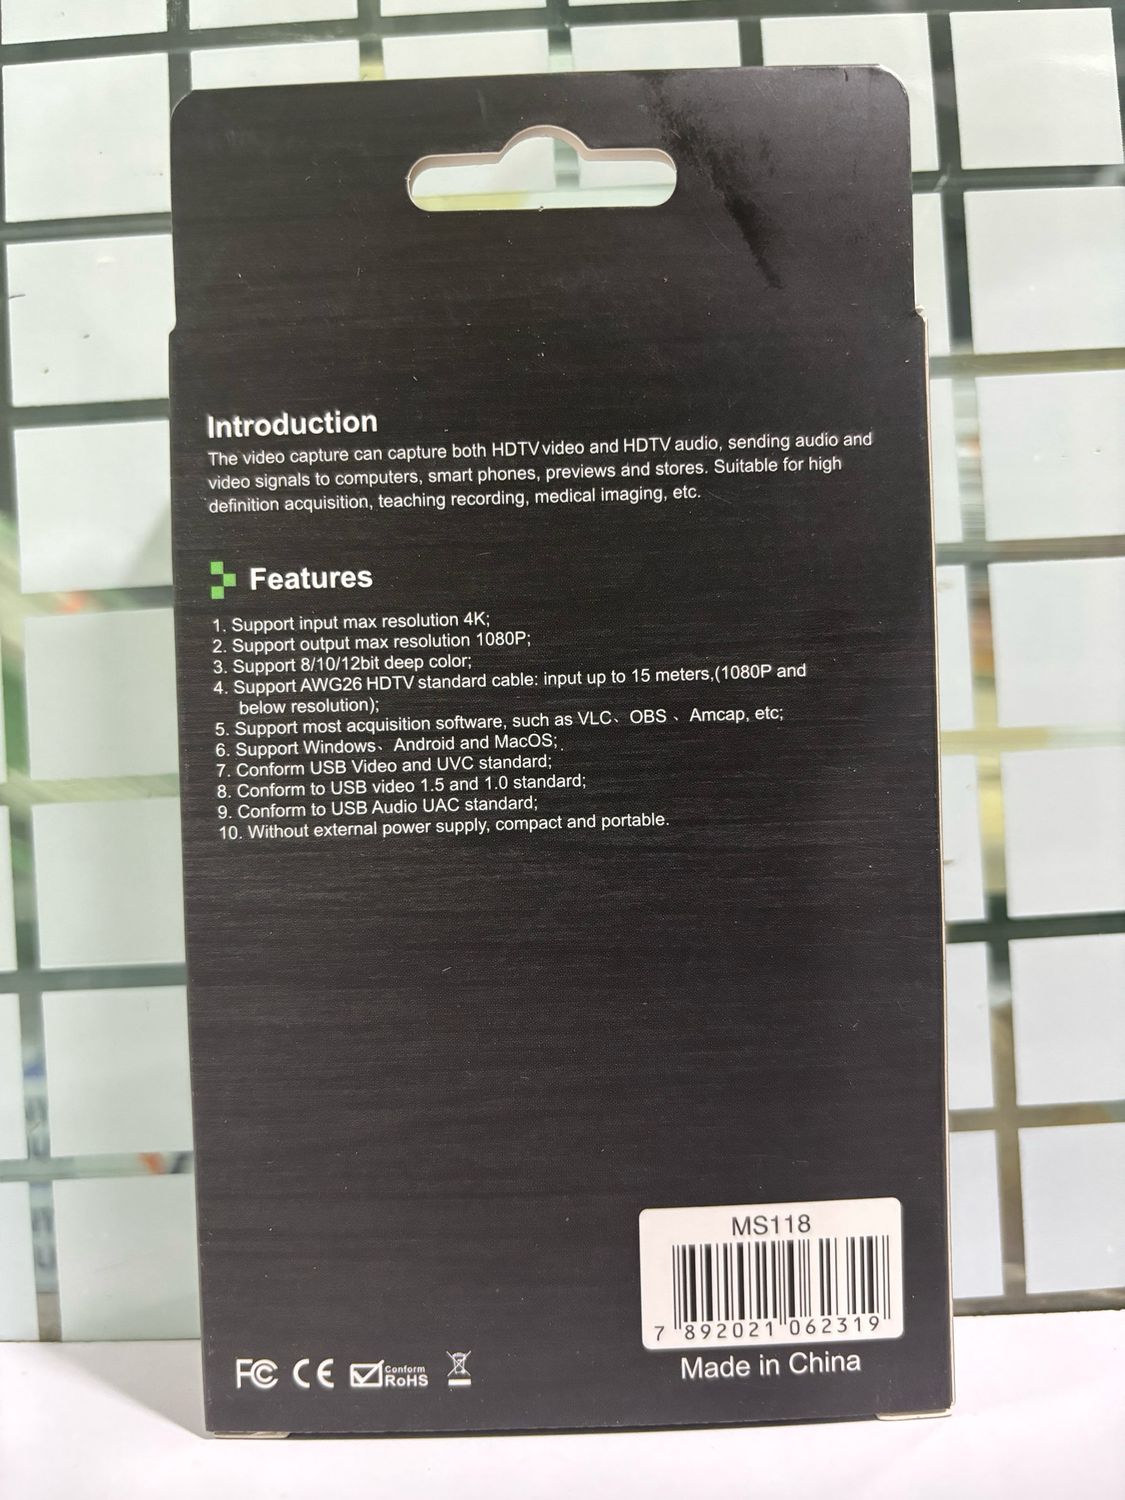 Introduction
The video capture can capture both HDTV video and HDTV audio, sending audio and
video signals to computers, smart phones, previews and stores. Suitable for high
definition acquisition, teaching recording, medical imaging, etc.
Features
1. Support input max resolution 4K;
2. Support output max resolution 1080P;
3. Support 8/10/12bit deep color;
4. Support AWG26 HDTV standard cable: input up to 15 meters,(1080P and
below resolution);
5. Support most acquisition software, such as VLC、OBS 、Amcap, etc;
6. Support Windows、Android and MacOS;.
7. Conform USB Video and UVC standard;
8. Conform to USB video 1.5 and 1.0 standard;
9. Conform to USB Audio UAC standard;
10. Without external power supply, compact and portable.
MS118
7 892021 062319
Made in China
FC CE Conform
RoHS